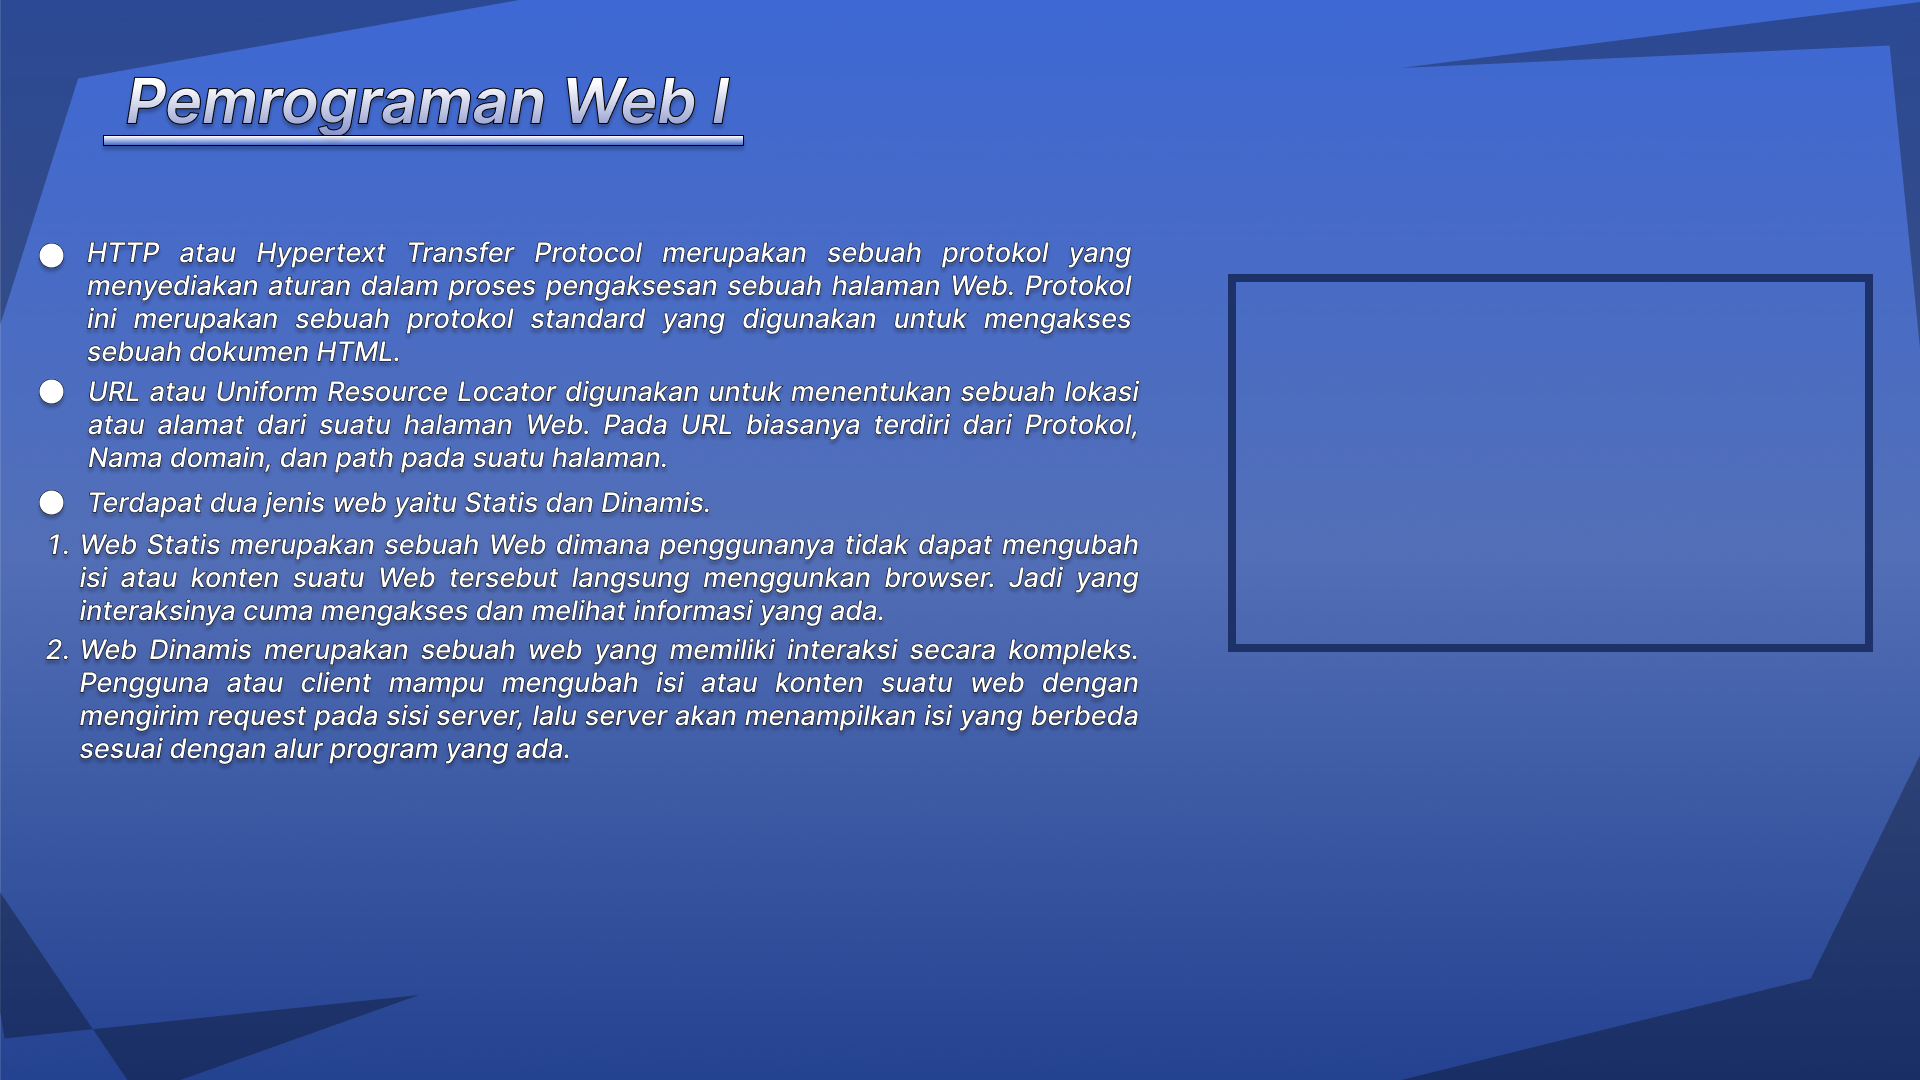 Pemrograman Web I
● HTTP atau Hypertext Transfer Protocol merupakan sebuah protokol yang
menyediakan aturan dalam proses pengaksesan sebuah halaman Web. Protokol
ini merupakan sebuah protokol standard yang digunakan untuk mengakses
sebuah dokumen HTML.
● URL atau Uniform Resource Locator digunakan untuk menentukan sebuah lokasi
atau alamat dari suatu halaman Web. Pada URL biasanya terdiri dari Protokol,
Nama domain, dan path pada suatu halaman.
● Terdapat dua jenis web yaitu Statis dan Dinamis.
1. Web Statis merupakan sebuah Web dimana penggunanya tidak dapat mengubah
isi atau konten suatu Web tersebut langsung menggunkan browser. Jadi yang
interaksinya cuma mengakses dan melihat informasi yang ada.
2. Web Dinamis merupakan sebuah web yang memiliki interaksi secara kompleks.
Pengguna atau client mampu mengubah isi atau konten suatu web dengan
mengirim request pada sisi server, lalu server akan menampilkan isi yang berbeda
sesuai dengan alur program yang ada.